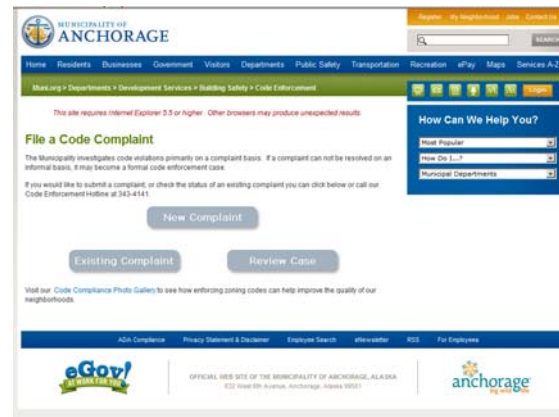 MUNICIPALITY OF
ANCHORAGE
Register My Neighborhood Jobs Contact Us
SEARCH
Home Residents Businesses Government Visitors Departments Public Safety Transportation Recreation ePay Maps Services A-Z
Muni.org > Departments > Development Services > Building Safety > Code Enforcement
Login
This site requires Internet Explorer 5.5 or higher Other browsers may produce unexpected results
How Can We Help You?
Most Popular
How Do I...?
Municipal Departments
File a Code Complaint
The Municipality investigates code violations primarily on a complaint basis. If a complaint can not be resolved on an
informal basis, it may become a formal code enforcement case.
If you would like to submit a complaint, or check the status of an existing complaint you can click below or call our
Code Enforcement Hotline at 343-4141.
New Complaint
Existing Complaint Review Case
Visit our Code Compliance Photo Gallery to see how enforcing zoning codes can help improve the quality of our
neighborhoods.
ADA Compliance Privacy Statement & Disclaimer Employee Search eNewsletter RSS For Employees
eGov!
AT WORK FOR YOU
OFFICIAL WEB SITE OF THE MUNICIPALITY OF ANCHORAGE, ALASKA
632 West 6th Avenue, Anchorage, Alaska 99501
anchorage
big wild life